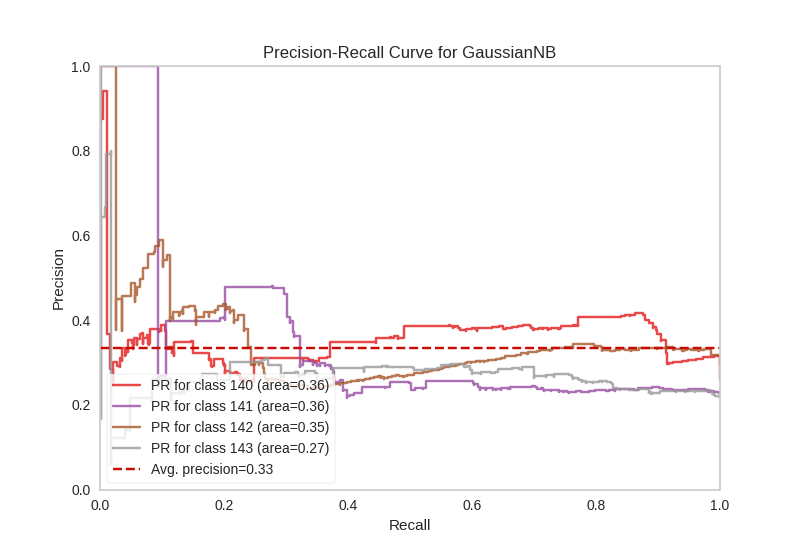 Precision-Recall Curve for GaussianNB
1.0
0.8
0.6
0.4
0.2
0.0
Precision
PR for class 140 (area=0.36)
PR for class 141 (area=0.36)
PR for class 142 (area=0.35)
PR for class 143 (area=0.27)
Avg. precision=0.33
0.0 0.2 0.4 0.6 0.8 1.0
Recall